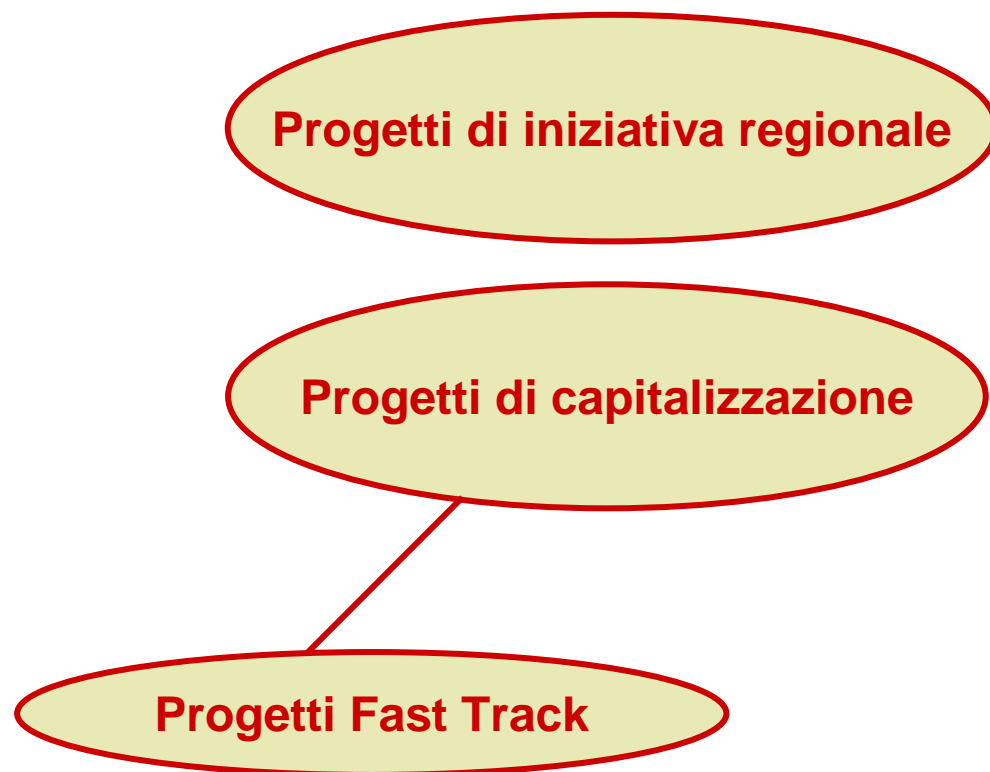 Progetti di iniziativa regionale
Progetti di capitalizzazione
Progetti Fast Track